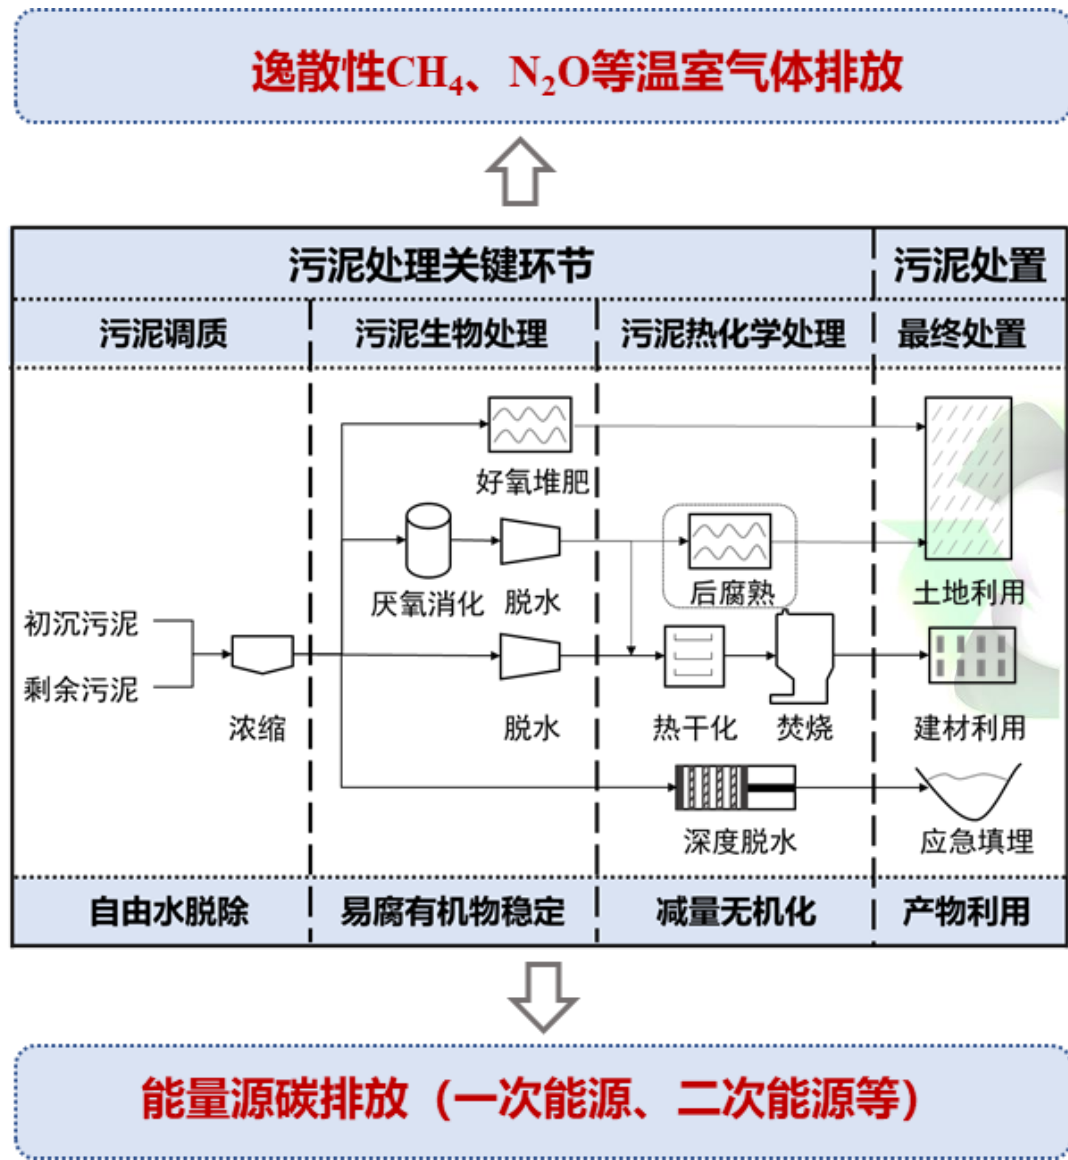 逸散性CH₄、N₂O等温室气体排放
污泥处理关键环节
污泥处置
污泥调质
污泥生物处理
污泥热化学处理
最终处置
好氧堆肥
厌氧消化
脱水
后腐熟
土地利用
初沉污泥
剩余污泥
浓缩
脱水
热干化
焚烧
建材利用
深度脱水
应急填埋
自由水脱除
易腐有机物稳定
减量无机化
产物利用
能量源碳排放（一次能源、二次能源等）